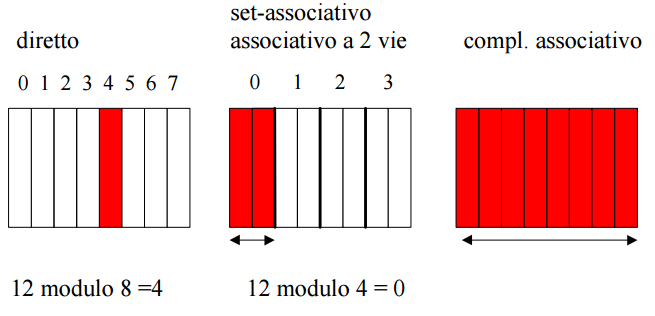 diretto
set-associativo
associativo a 2 vie
compl. associativo
0 1 2 3 4 5 6 7
0 1 2 3
12 modulo 8 =4
12 modulo 4 = 0